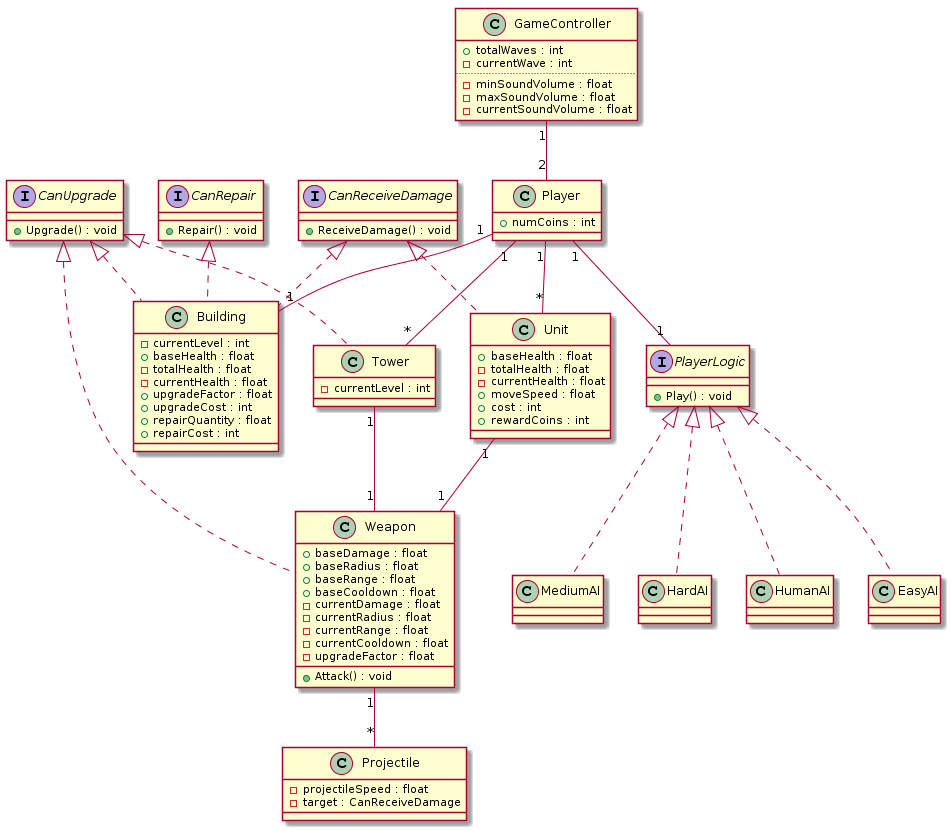 C GameController
totalWaves : int
currentWave : int
minSoundVolume : float
maxSoundVolume : float
currentSoundVolume : float
1
2
I CanUpgrade
Upgrade() : void
I CanRepair
Repair() : void
I CanReceiveDamage
ReceiveDamage() : void
C Player
numCoins : int
1
1
1
1
1
*
*
1
C Building
currentLevel : int
baseHealth : float
totalHealth : float
currentHealth : float
upgradeFactor : float
upgradeCost : int
repairQuantity : float
repairCost : int
C Tower
currentLevel : int
C Unit
baseHealth : float
totalHealth : float
currentHealth : float
moveSpeed : float
cost : int
rewardCoins : int
I PlayerLogic
Play() : void
1
1
1
1
C Weapon
baseDamage : float
baseRadius : float
baseRange : float
baseCooldown : float
currentDamage : float
currentRadius : float
currentRange : float
currentCooldown : float
upgradeFactor : float
Attack() : void
C MediumAI
C HardAI
C HumanAI
C EasyAI
1
*
C Projectile
projectileSpeed : float
target : CanReceiveDamage